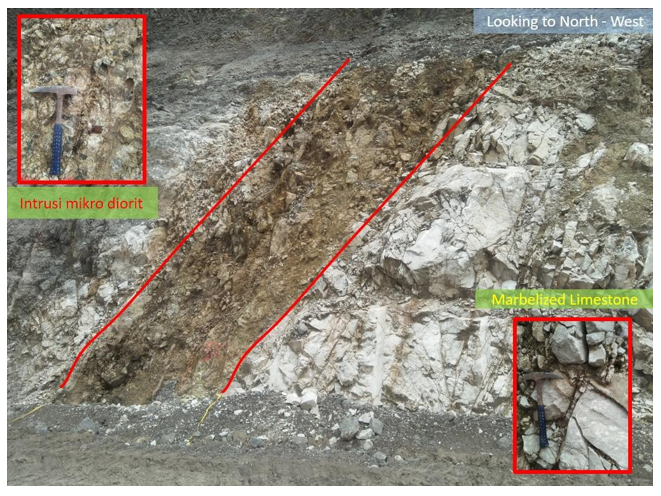 Looking to North - West
Intrusi mikro diorit
Marbelized Limestone